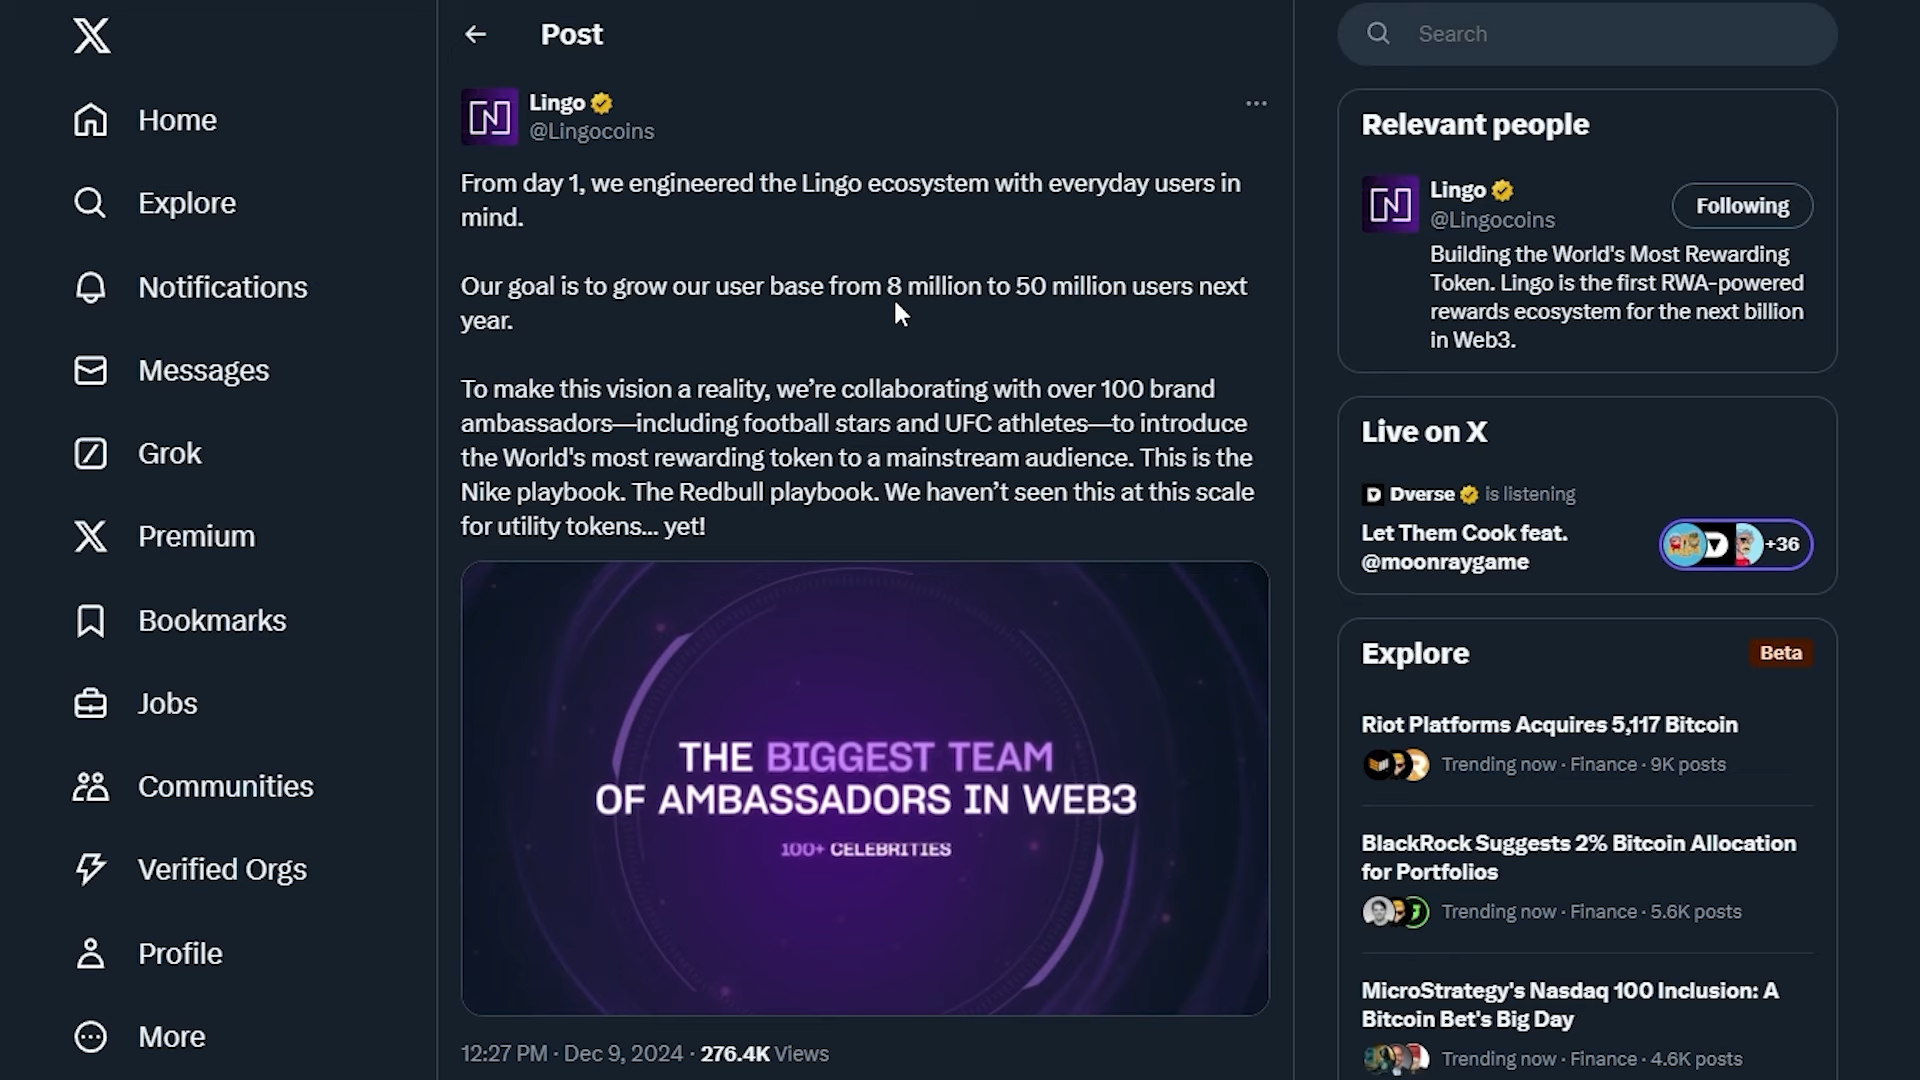 Home
Explore
Notifications
Messages
Grok
Premium
Bookmarks
Jobs
Communities
Verified Orgs
Profile
More
Post
Lingo
@Lingocoins
From day 1, we engineered the Lingo ecosystem with everyday users in
mind.
Our goal is to grow our user base from 8 million to 50 million users next
year.
To make this vision a reality, we’re collaborating with over 100 brand
ambassadors—including football stars and UFC athletes—to introduce
the World's most rewarding token to a mainstream audience. This is the
Nike playbook. The Redbull playbook. We haven’t seen this at this scale
for utility tokens... yet!
THE BIGGEST TEAM
OF AMBASSADORS IN WEB3
100+ CELEBRITIES
12:27 PM · Dec 9, 2024 · 276.4K Views
Search
Relevant people
Lingo
@Lingocoins
Following
Building the World's Most Rewarding
Token. Lingo is the first RWA-powered
rewards ecosystem for the next billion
in Web3.
Live on X
Dverse is listening
Let Them Cook feat.
@moonraygame
+36
Explore
Beta
Riot Platforms Acquires 5,117 Bitcoin
Trending now · Finance · 9K posts
BlackRock Suggests 2% Bitcoin Allocation
for Portfolios
Trending now · Finance · 5.6K posts
MicroStrategy's Nasdaq 100 Inclusion: A
Bitcoin Bet's Big Day
Trending now · Finance · 4.6K posts